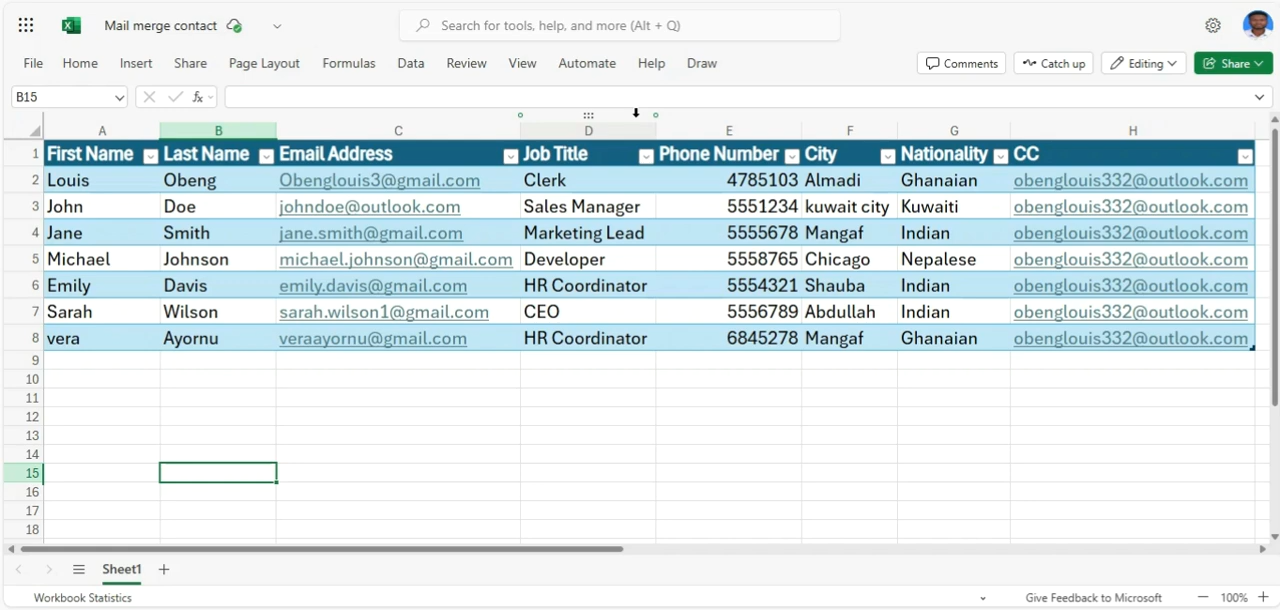 Mail merge contact Search for tools, help, and more (Alt + Q)
File Home Insert Share Page Layout Formulas Data Review View Automate Help Draw Comments Catch up Editing Share
B15 fx
A B C D E F G H
1 First Name Last Name Email Address Job Title Phone Number City Nationality CC
2 Louis Obeng Obenglouis3@gmail.com Clerk 4785103 Almadi Ghanaian obenglouis332@outlook.com
3 John Doe johndoe@outlook.com Sales Manager 5551234 kuwait city Kuwaiti obenglouis332@outlook.com
4 Jane Smith jane.smith@gmail.com Marketing Lead 5555678 Mangaf Indian obenglouis332@outlook.com
5 Michael Johnson michael.johnson@gmail.com Developer 5558765 Chicago Nepalese obenglouis332@outlook.com
6 Emily Davis emily.davis@gmail.com HR Coordinator 5554321 Shauba Indian obenglouis332@outlook.com
7 Sarah Wilson sarah.wilson1@gmail.com CEO 5556789 Abdullah Indian obenglouis332@outlook.com
8 vera Ayornu veraayornu@gmail.com HR Coordinator 6845278 Mangaf Ghanaian obenglouis332@outlook.com
9
10
11
12
13
14
15
16
17
18
Sheet1
Workbook Statistics Give Feedback to Microsoft 100%